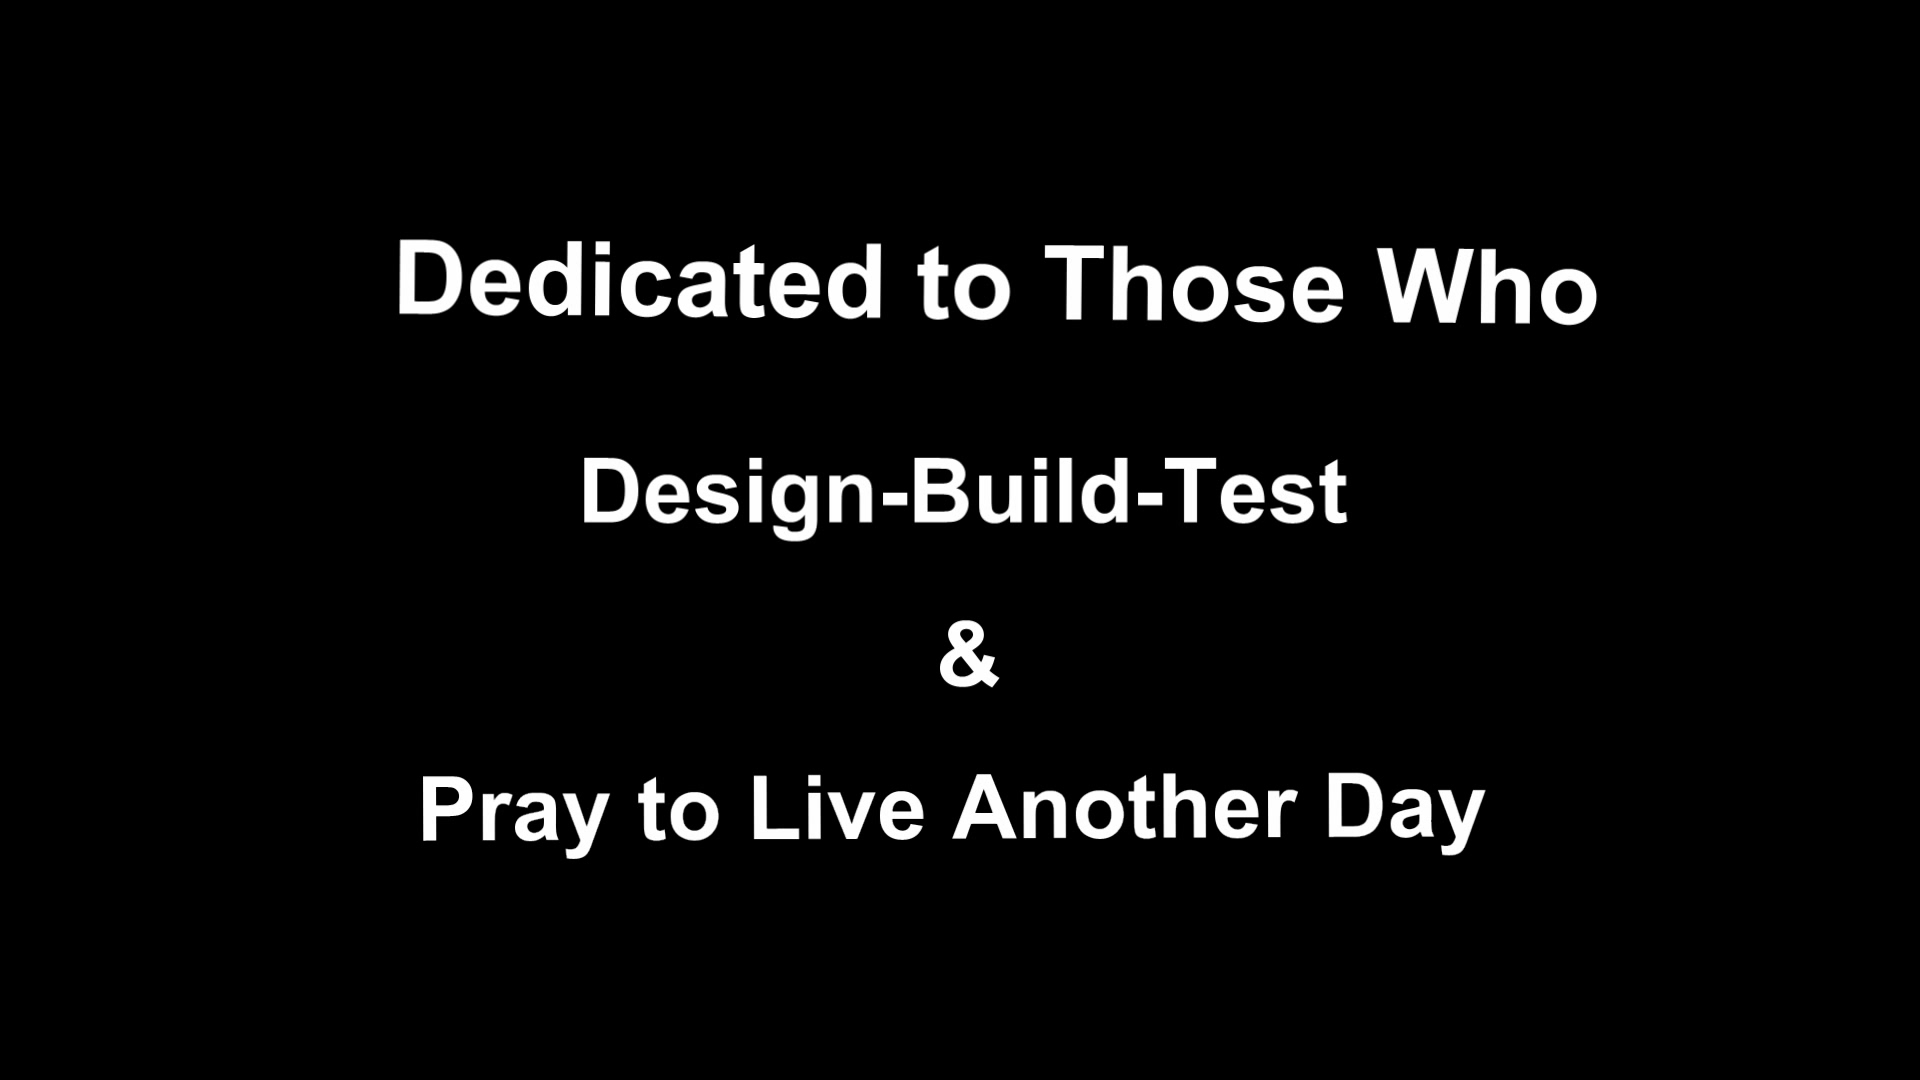 Dedicated to Those Who
Design-Build-Test
&
Pray to Live Another Day